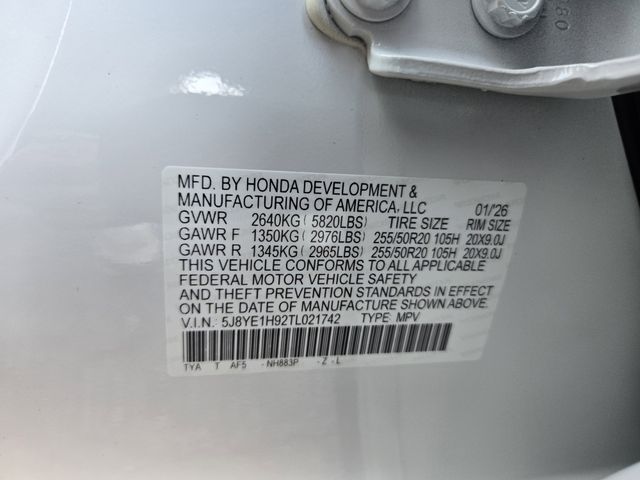 MFD. BY HONDA DEVELOPMENT &
MANUFACTURING OF AMERICA, LLC 01/'26
GVWR 2640KG ( 5820LBS) TIRE SIZE RIM SIZE
GAWR F 1350KG ( 2976LBS) 255/50R20 105H 20X9.0J
GAWR R 1345KG ( 2965LBS) 255/50R20 105H 20X9.0J
THIS VEHICLE CONFORMS TO ALL APPLICABLE
FEDERAL MOTOR VEHICLE SAFETY
AND THEFT PREVENTION STANDARDS IN EFFECT
ON THE DATE OF MANUFACTURE SHOWN ABOVE.
V.I.N.: 5J8YE1H92TL021742 TYPE: MPV
TYA T AF5 -NH883P -Z-L